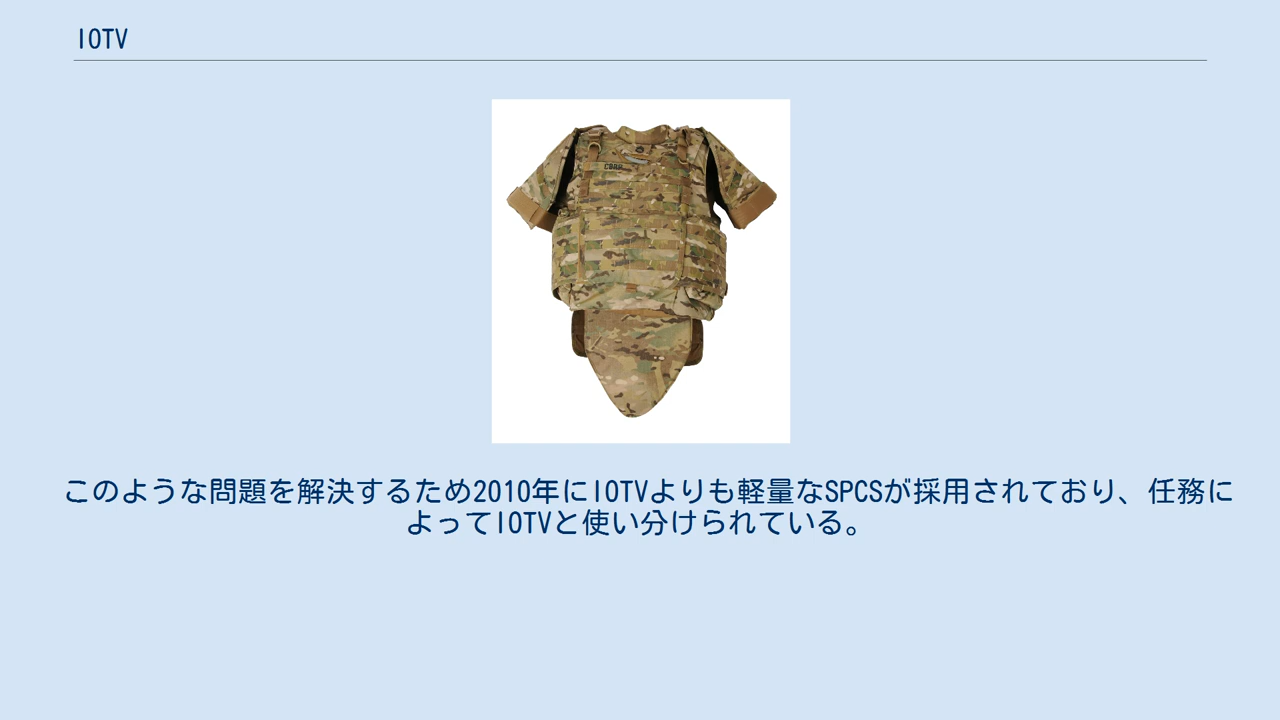 IOTV
このような問題を解決するため2010年にIOTVよりも軽量なSPCSが採用されており、任務に
よってIOTVと使い分けられている。